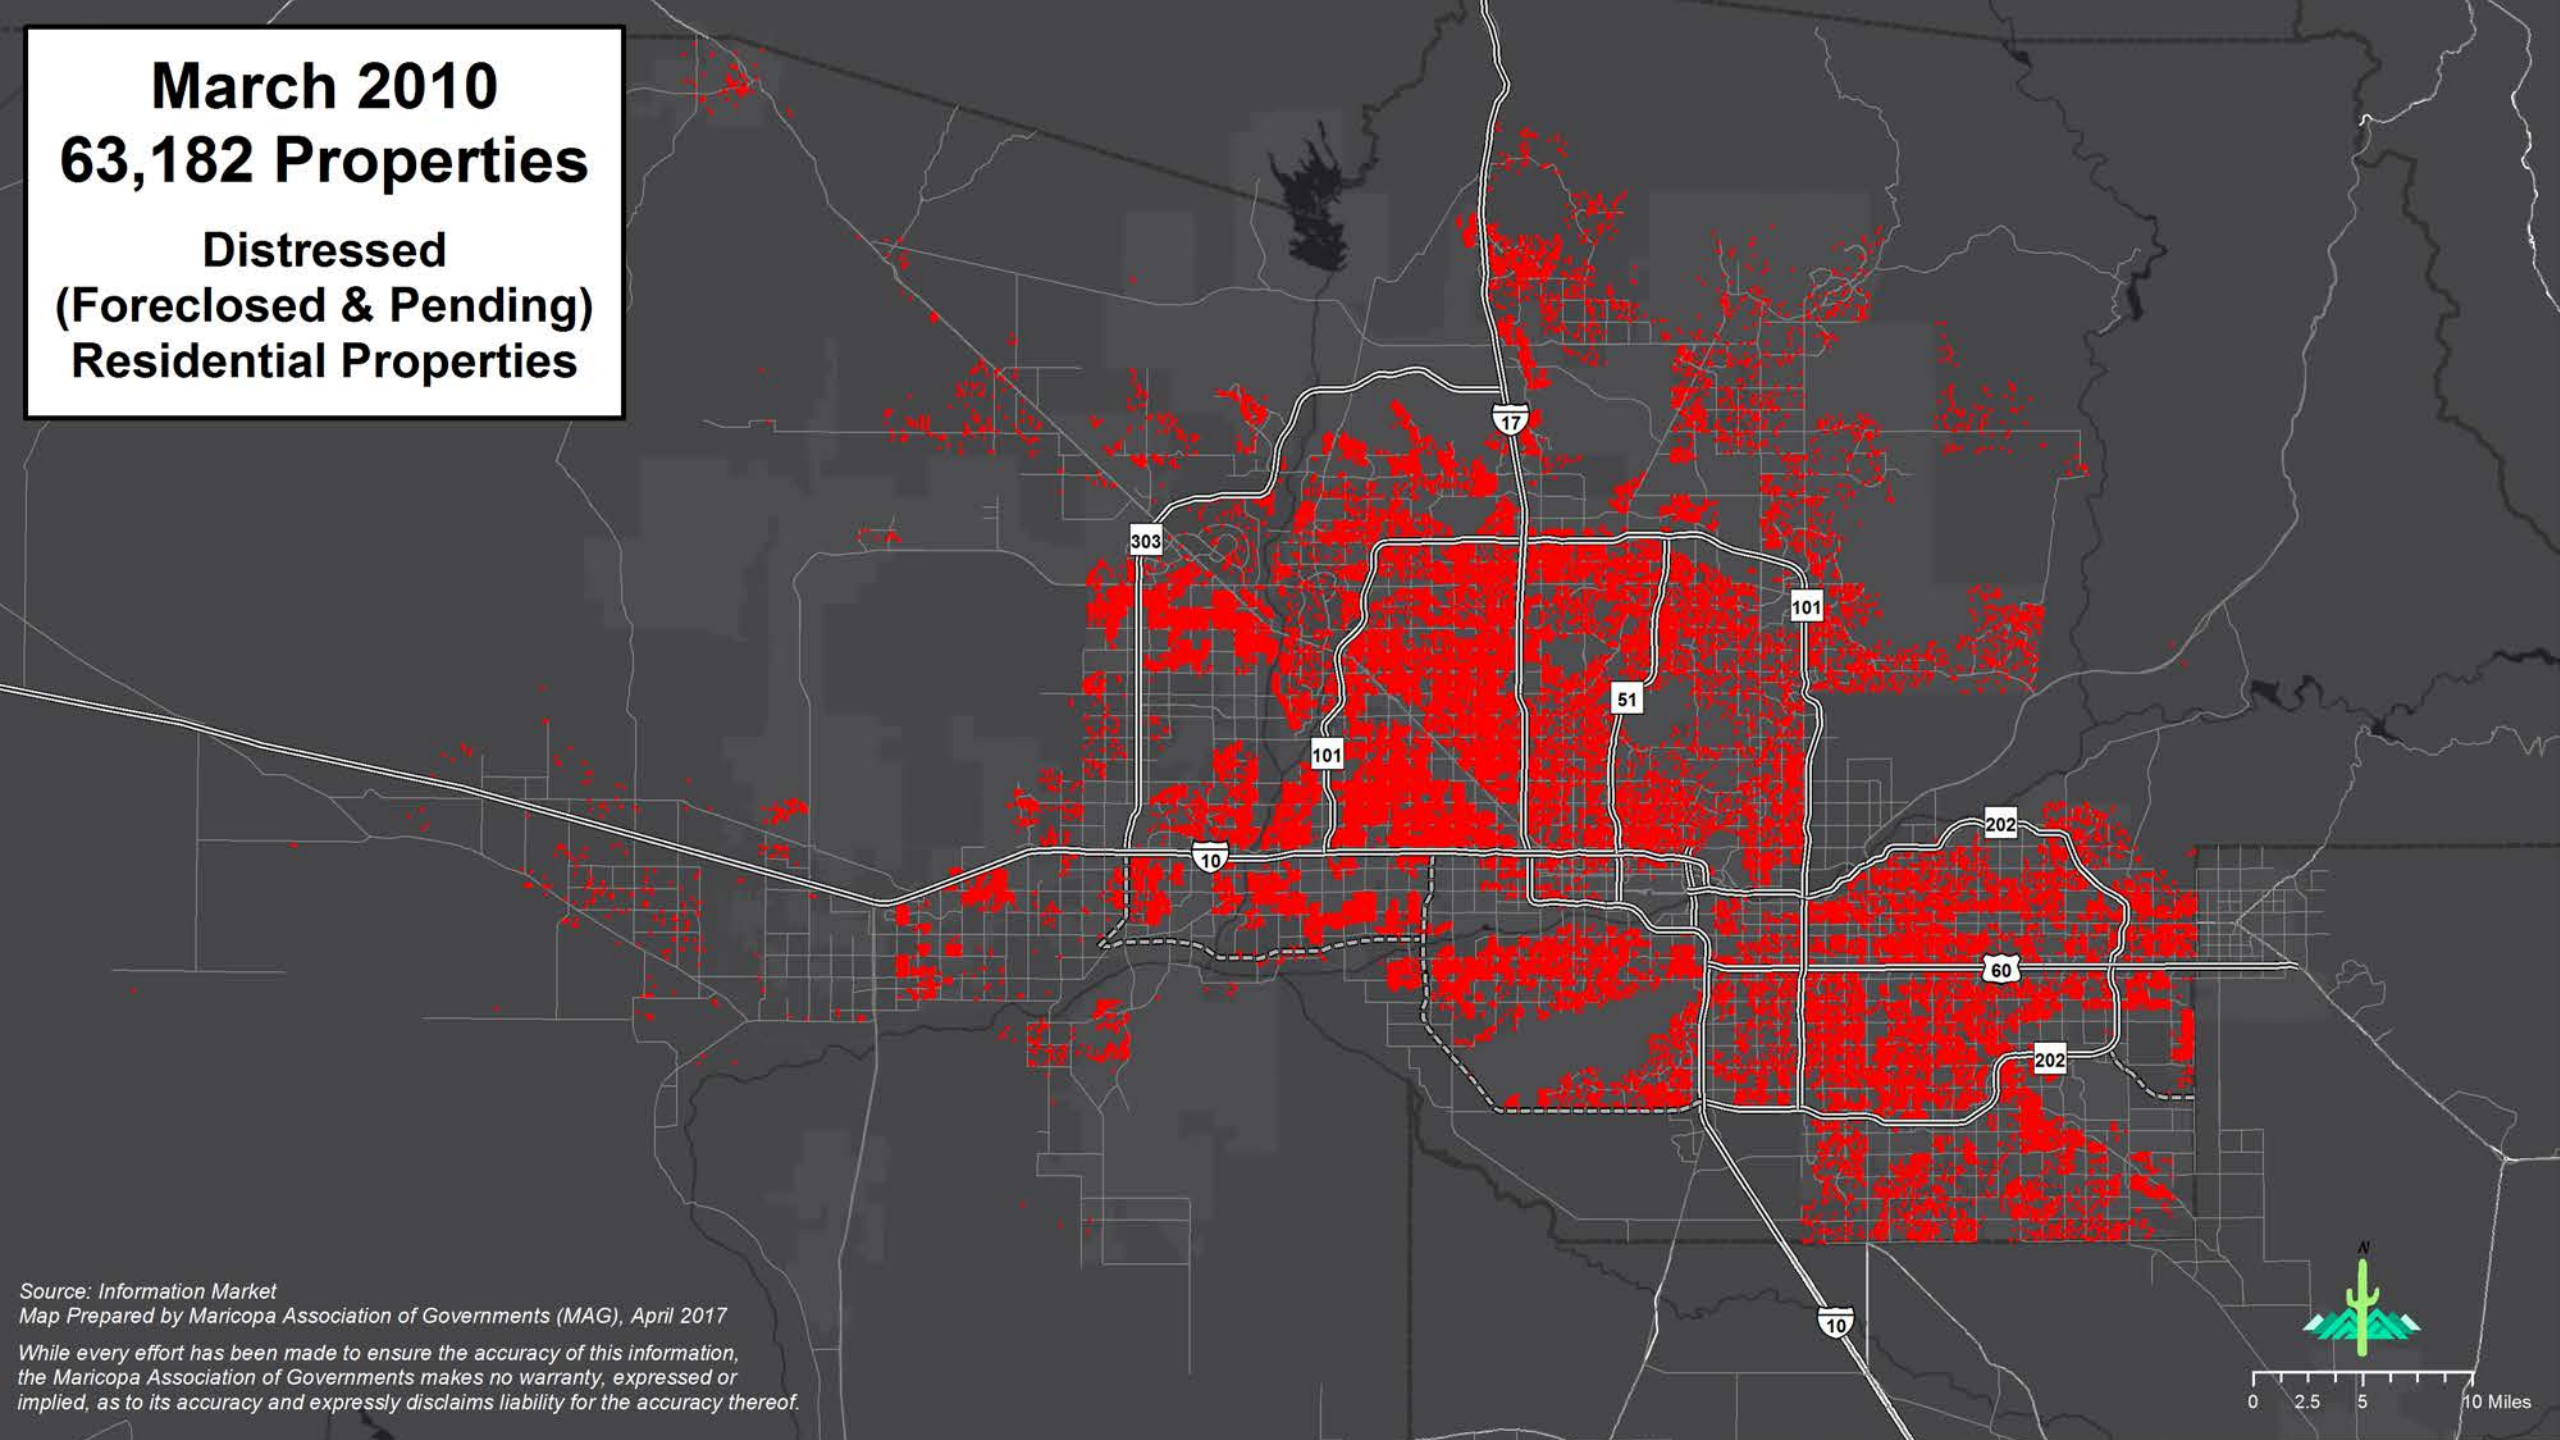 March 2010
63,182 Properties
Distressed
(Foreclosed & Pending)
Residential Properties
17
303
101
51
101
10
202
60
202
10
Source: Information Market
Map Prepared by Maricopa Association of Governments (MAG), April 2017
While every effort has been made to ensure the accuracy of this information,
the Maricopa Association of Governments makes no warranty, expressed or
implied, as to its accuracy and expressly disclaims liability for the accuracy thereof.
N
0 2.5 5 10 Miles